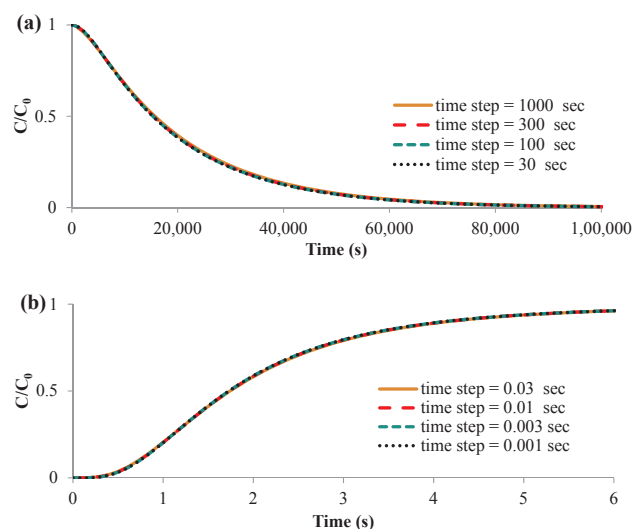 (a)
1
C/C0
0.5
0
time step = 1000 sec
time step = 300 sec
time step = 100 sec
time step = 30 sec
0 20,000 40,000 60,000 80,000 1,00,000
Time (s)
(b)
1
C/C0
0.5
0
time step = 0.03 sec
time step = 0.01 sec
time step = 0.003 sec
time step = 0.001 sec
0 1 2 3 4 5 6
Time (s)